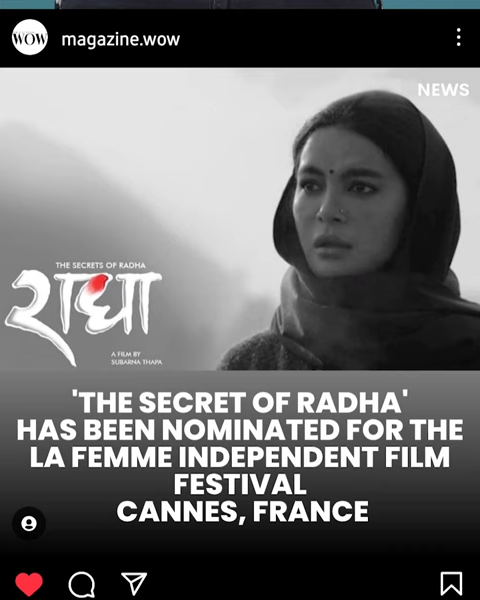 WOW
magazine.wow
NEWS
THE SECRETS OF RADHA
राधा
A FILM BY
SUBARNA THAPA
'THE SECRET OF RADHA'
HAS BEEN NOMINATED FOR THE
LA FEMME INDEPENDENT FILM
FESTIVAL
CANNES, FRANCE